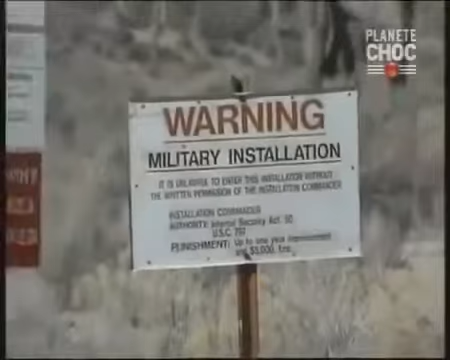 PLANETE
CHOC
WARNING
MILITARY INSTALLATION
IT IS UNLAWFUL TO ENTER THIS INSTALLATION WITHOUT
THE WRITTEN PERMISSION OF THE INSTALLATION COMMANDER
INSTALLATION COMMANDER
AUTHORITY: Internal Security Act, 50
U.S.C. 797
PUNISHMENT: Up to one year imprisonment
and $5,000. fine